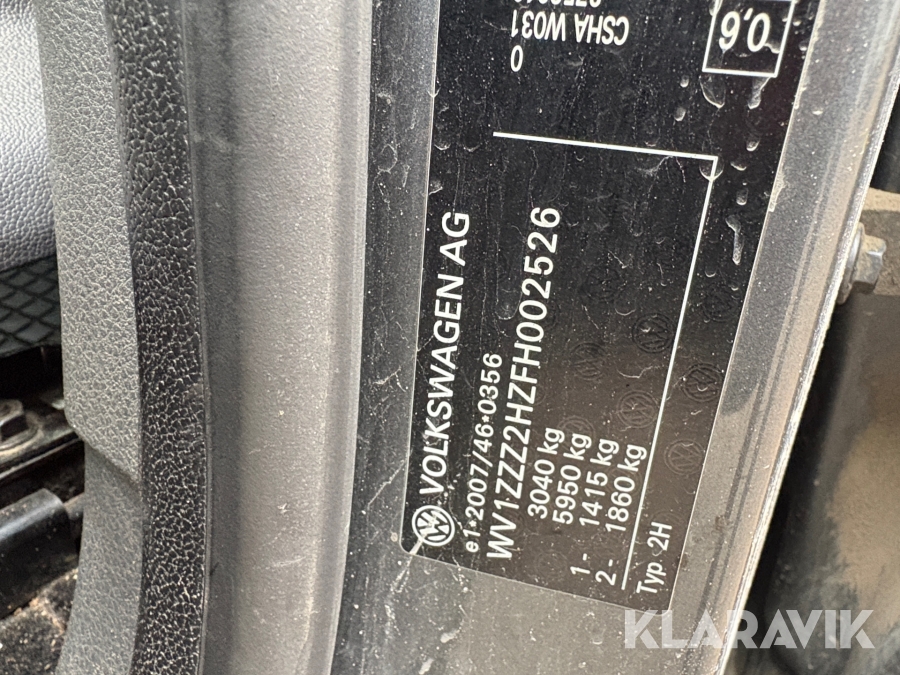 VOLKSWAGEN AG
e1*2007/46*0356
WV1ZZZ2HZFH002526
3040 kg
5950 kg
1 - 1415 kg
2 - 1860 kg
Typ 2H
0
CSHA W031
0,6
KLARAVIK